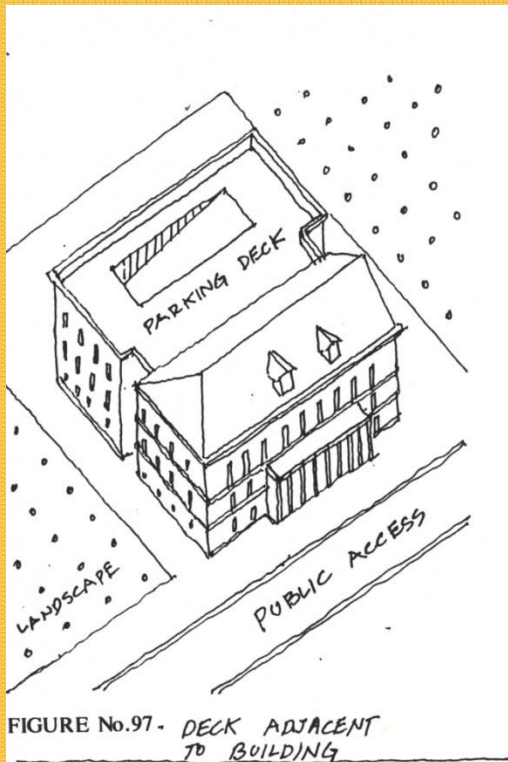 PARKING DECK
LANDSCAPE
PUBLIC ACCESS
FIGURE No.97- DECK ADJACENT
TO BUILDING